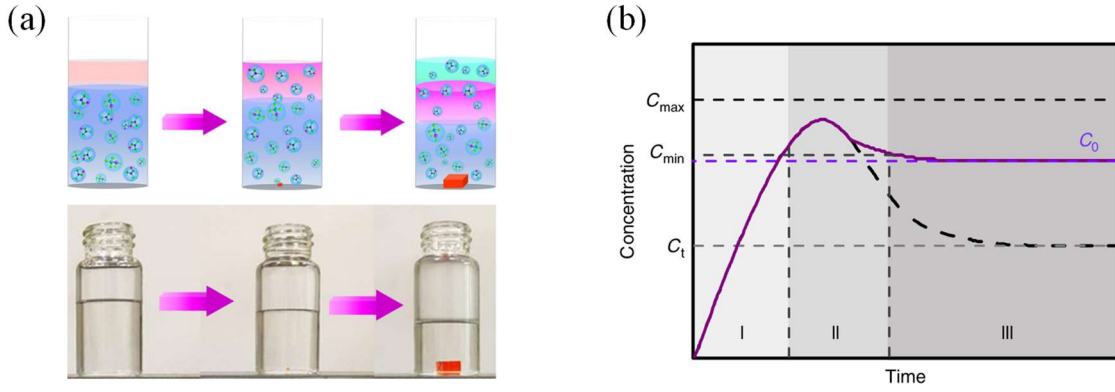 (a)
(b)
Concentration
C_max
C_min
C_0
C_t
I
II
III
Time